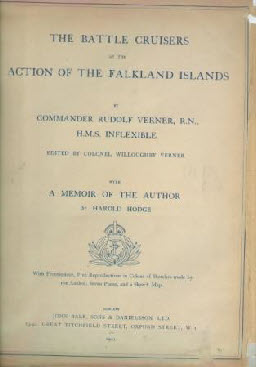 THE BATTLE CRUISERS
AT THE
ACTION OF THE FALKLAND ISLANDS
BY
COMMANDER RUDOLF VERNER, R.N.,
H.M.S. INFLEXIBLE
EDITED BY COLONEL WILLOUGHBY VERNER
WITH
A MEMOIR OF THE AUTHOR
BY HAROLD HODGE
With Frontispiece, Reproductions in Colour of Sketches made by
the Author, Seven Plates, and a Sketch Map
LONDON
JOHN BALE, SONS & DANIELSSON, LTD.
GREAT TITCHFIELD STREET, OXFORD STREET, W. 1